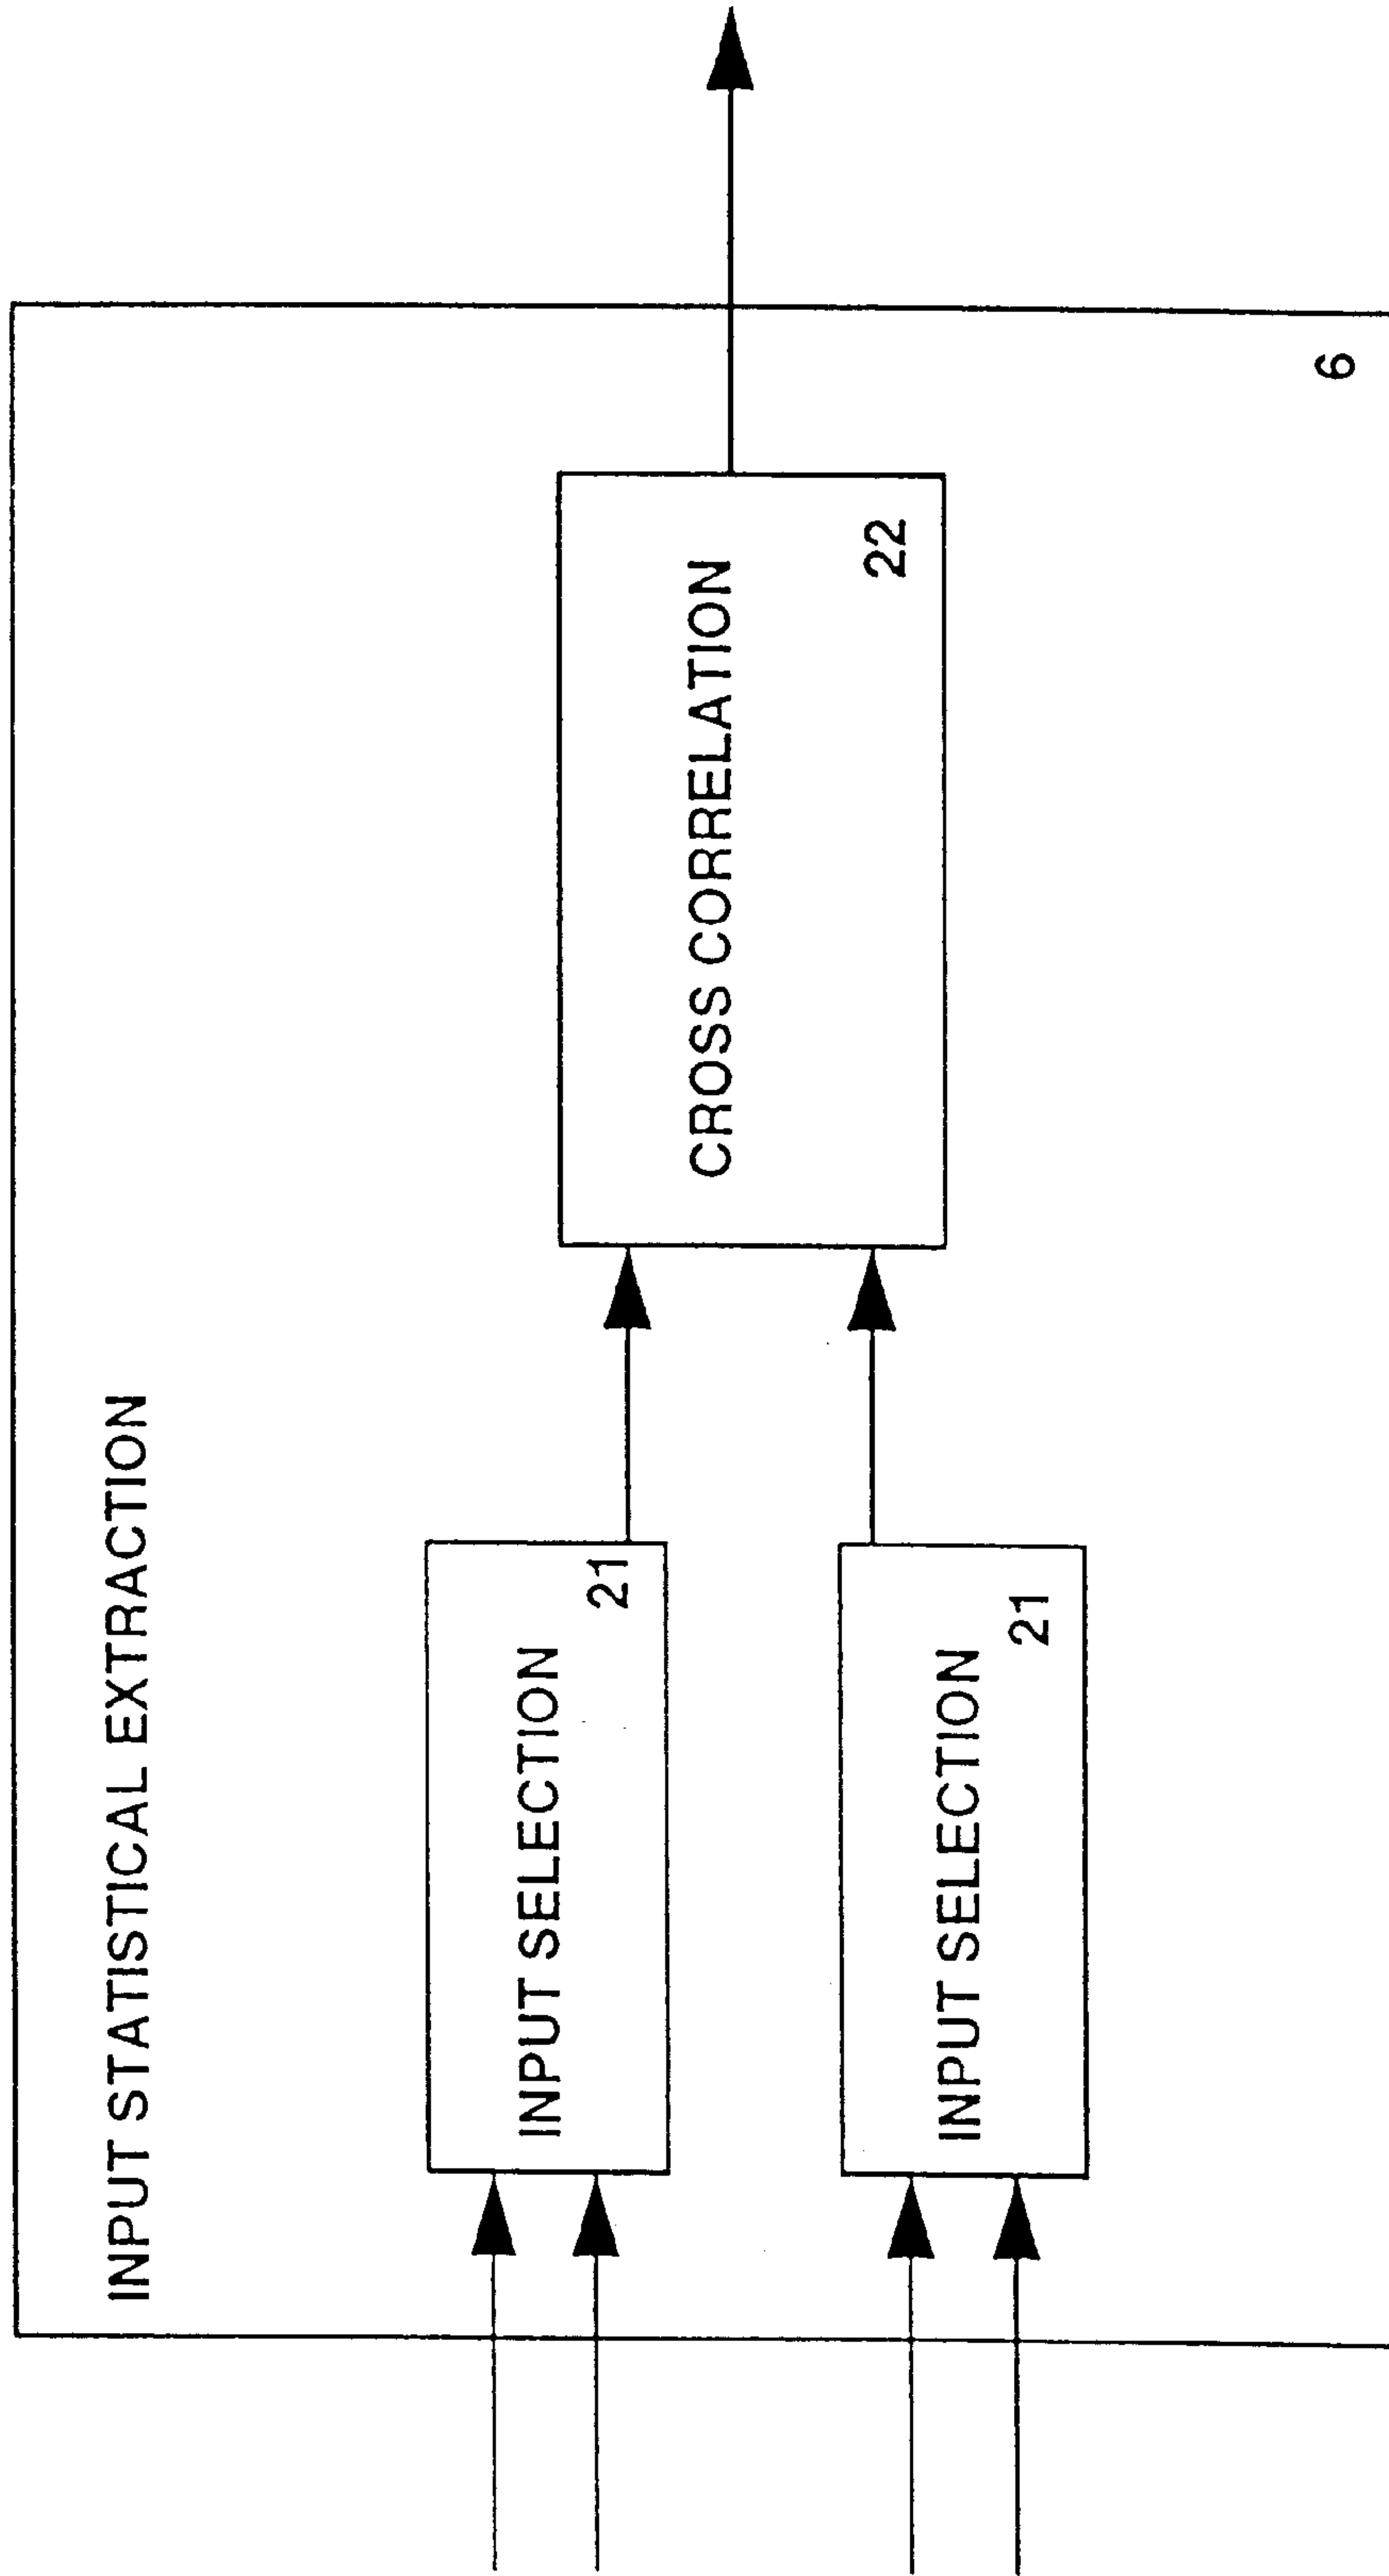 INPUT STATISTICAL EXTRACTION
INPUT SELECTION
21
INPUT SELECTION
21
CROSS CORRELATION
22
6